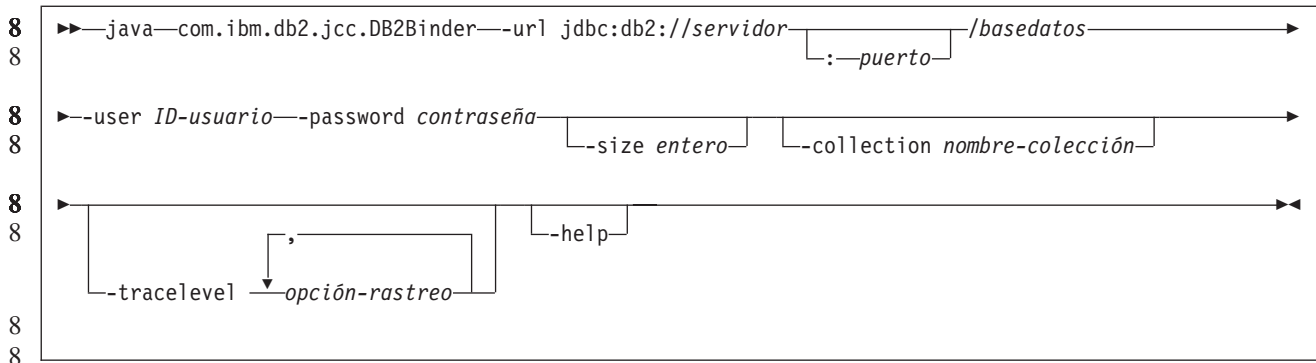 8 java com.ibm.db2.jcc.DB2Binder -url jdbc:db2://servidor /basedatos
8 : puerto
8 -user ID-usuario -password contraseña
8 -size entero -collection nombre-colección
8
8 , -help
-tracelevel opción-rastreo
8
8